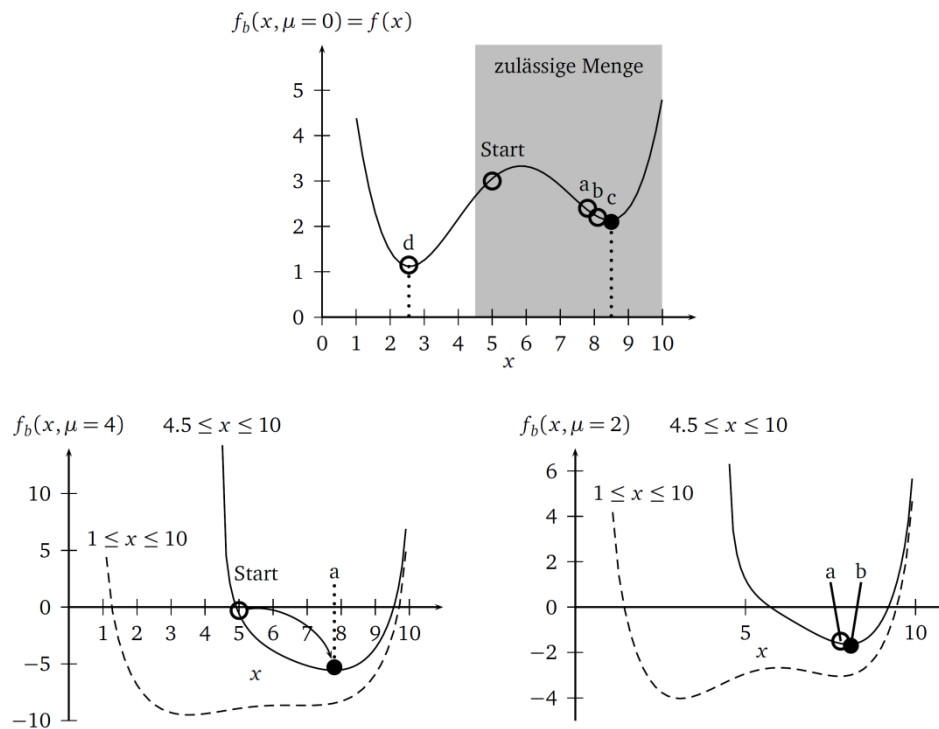 f_b(x, μ = 0) = f(x)
zulässige Menge
5
4
Start
3
a b c
2
d
1
0
0 1 2 3 4 5 6 7 8 9 10
x
f_b(x, μ = 4) 4.5 ≤ x ≤ 10
10
1 ≤ x ≤ 10
5
Start a
0
1 2 3 4 5 6 7 8 9 10
−5
x
−10
f_b(x, μ = 2) 4.5 ≤ x ≤ 10
6
1 ≤ x ≤ 10
4
2
a b
0
5 10
−2
x
−4